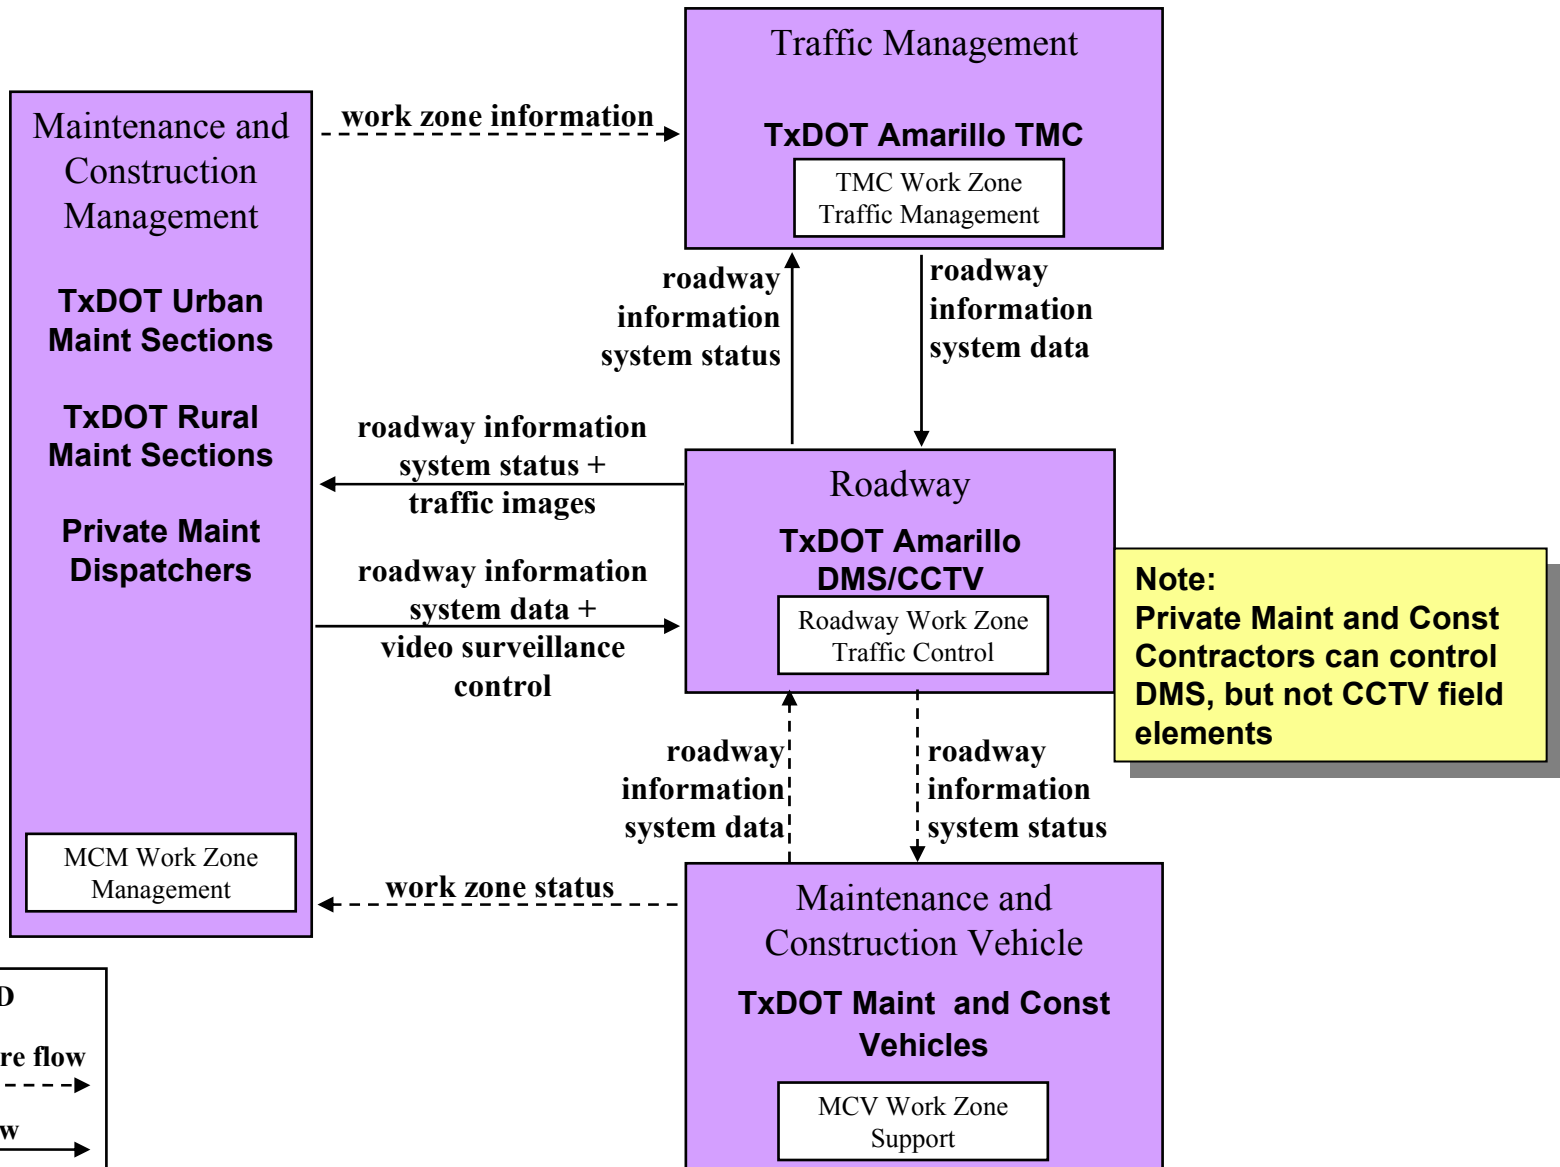 Traffic Management
TxDOT Amarillo TMC
TMC Work Zone
Traffic Management
Maintenance and
Construction
Management
TxDOT Urban
Maint Sections
TxDOT Rural
Maint Sections
Private Maint
Dispatchers
MCM Work Zone
Management
work zone information
roadway
information
system status
roadway
information
system data
roadway information
system status +
traffic images
roadway information
system data +
video surveillance
control
Roadway
TxDOT Amarillo
DMS/CCTV
Roadway Work Zone
Traffic Control
Note:
Private Maint and Const
Contractors can control
DMS, but not CCTV field
elements
roadway
information
system data
roadway
information
system status
work zone status
Maintenance and
Construction Vehicle
TxDOT Maint and Const
Vehicles
MCV Work Zone
Support
flow